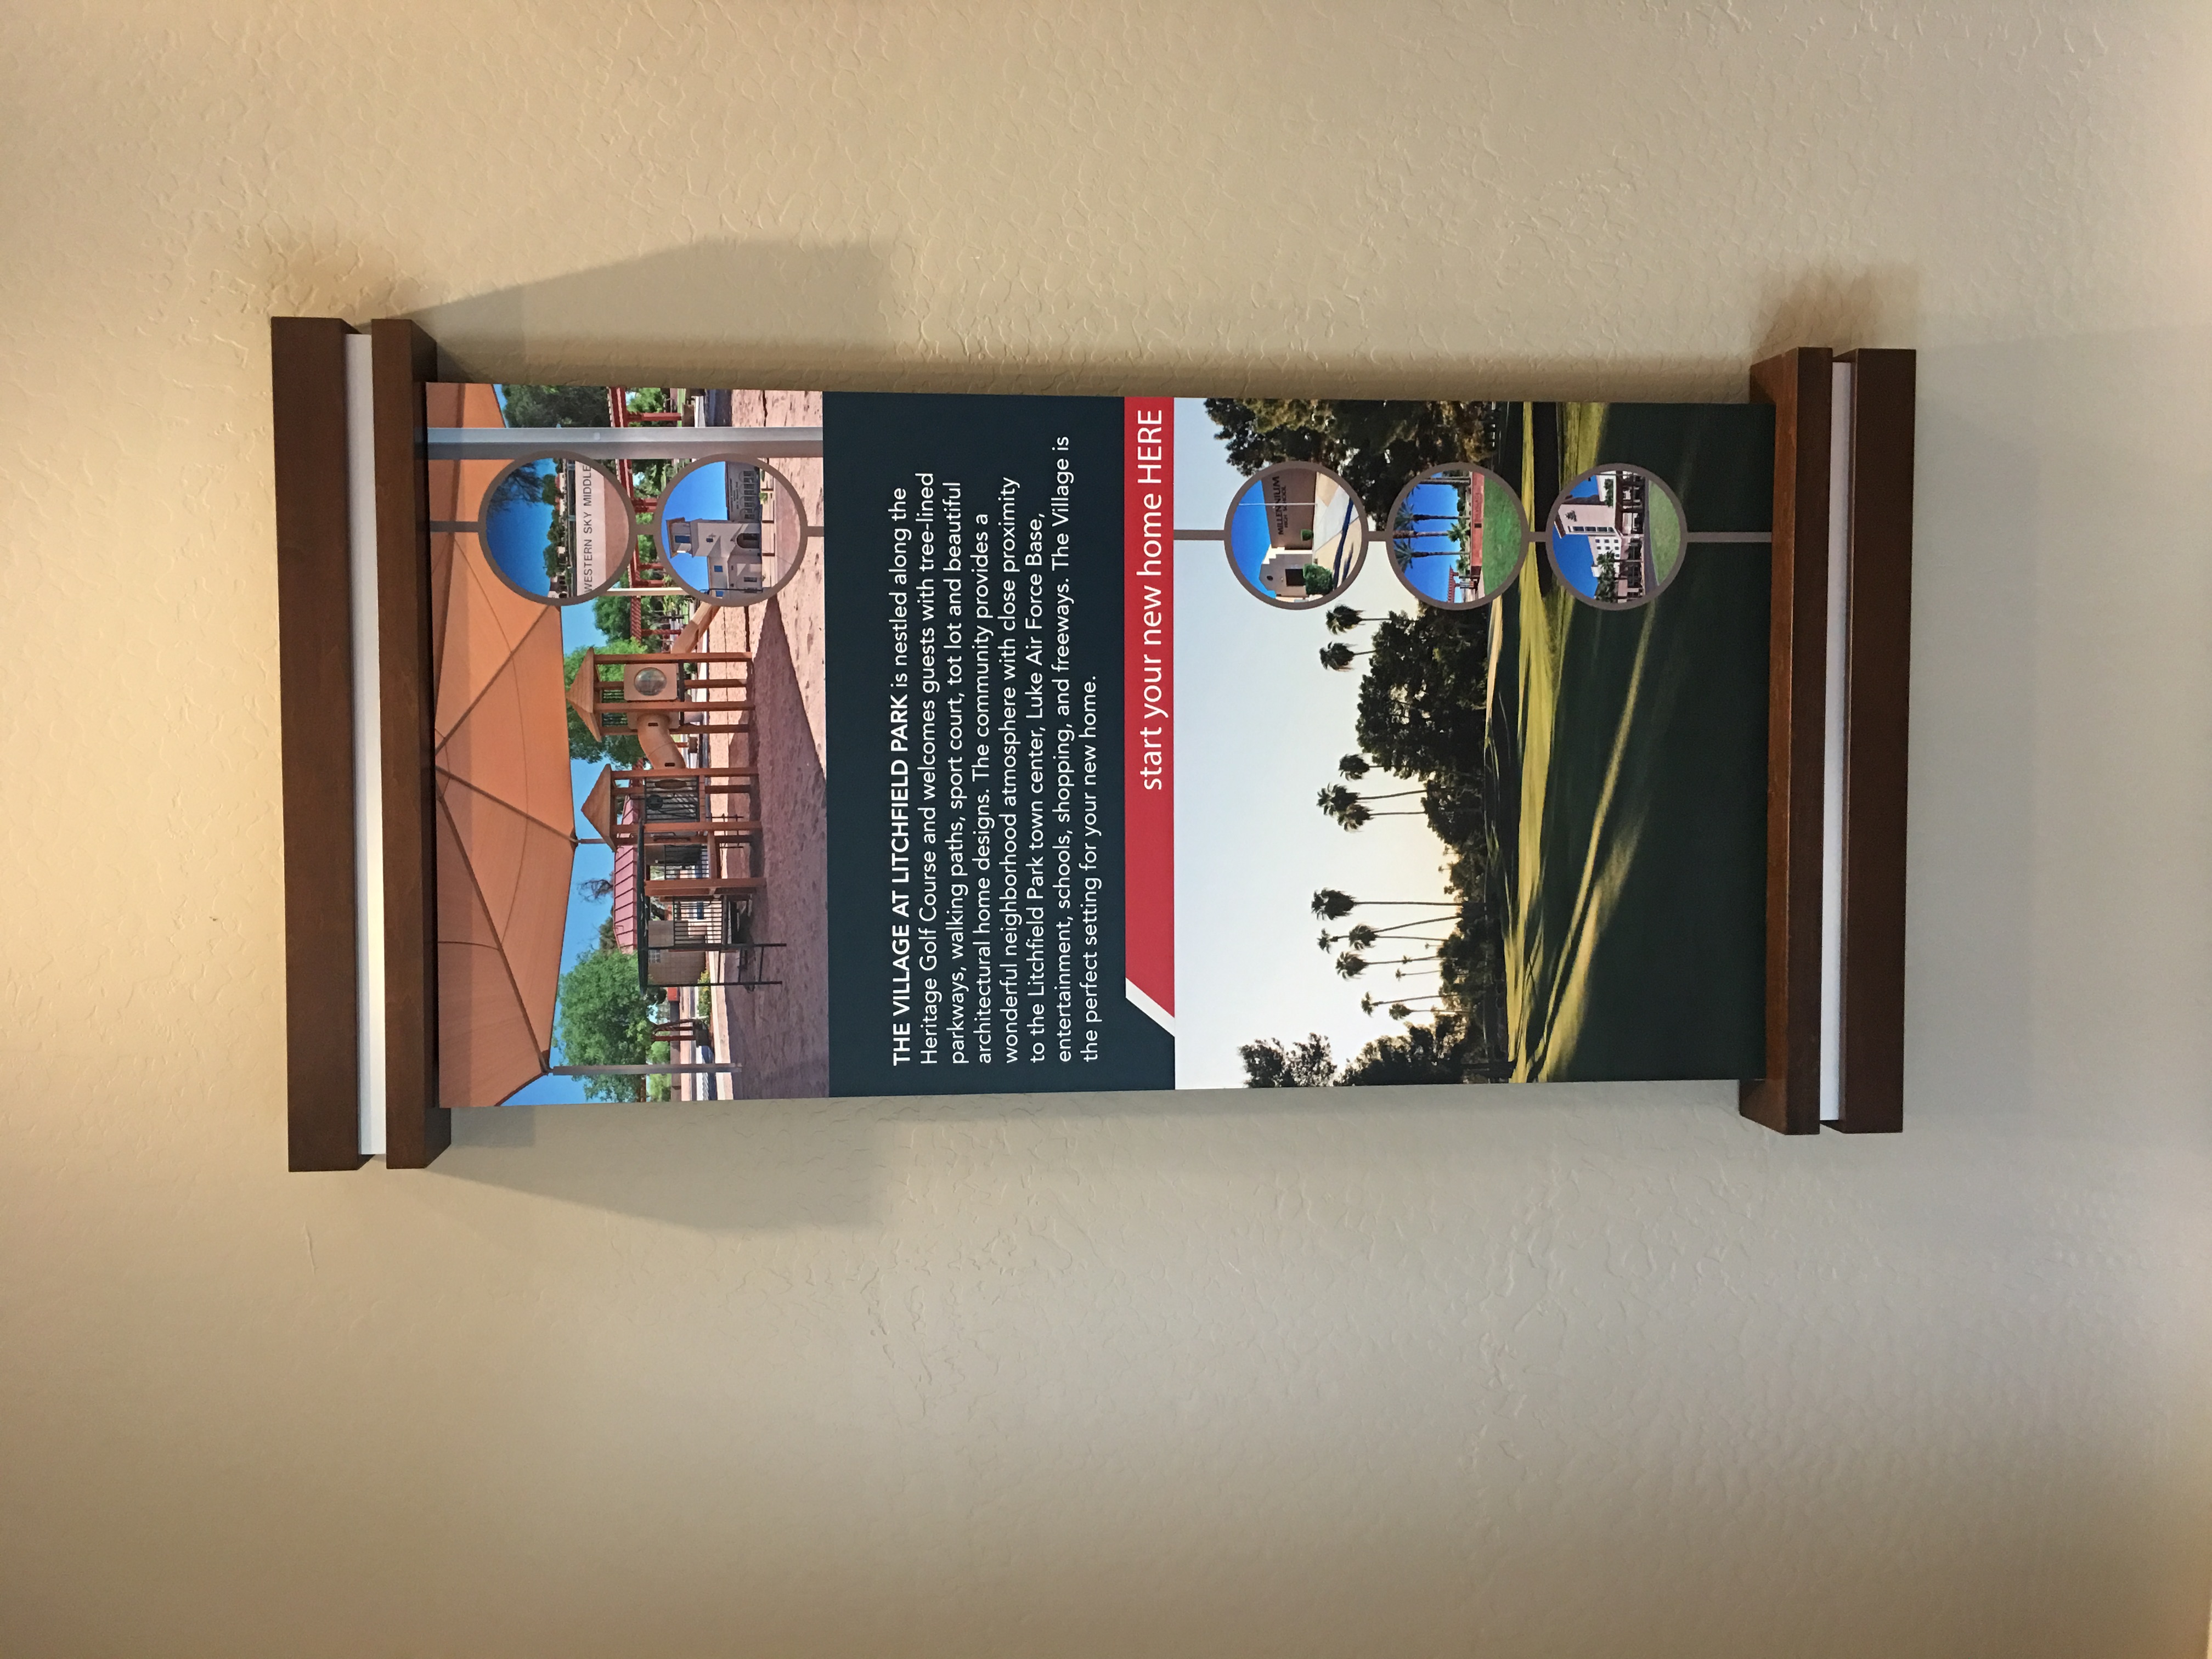 WESTERN SKY MIDDLE
THE VILLAGE AT LITCHFIELD PARK is nestled along the
Heritage Golf Course and welcomes guests with tree-lined
parkways, walking paths, sport court, tot lot and beautiful
architectural home designs. The community provides a
wonderful neighborhood atmosphere with close proximity
to the Litchfield Park town center, Luke Air Force Base,
entertainment, schools, shopping, and freeways. The Village is
the perfect setting for your new home.
start your new home HERE
MILLENNIUM
HIGH SCHOOL